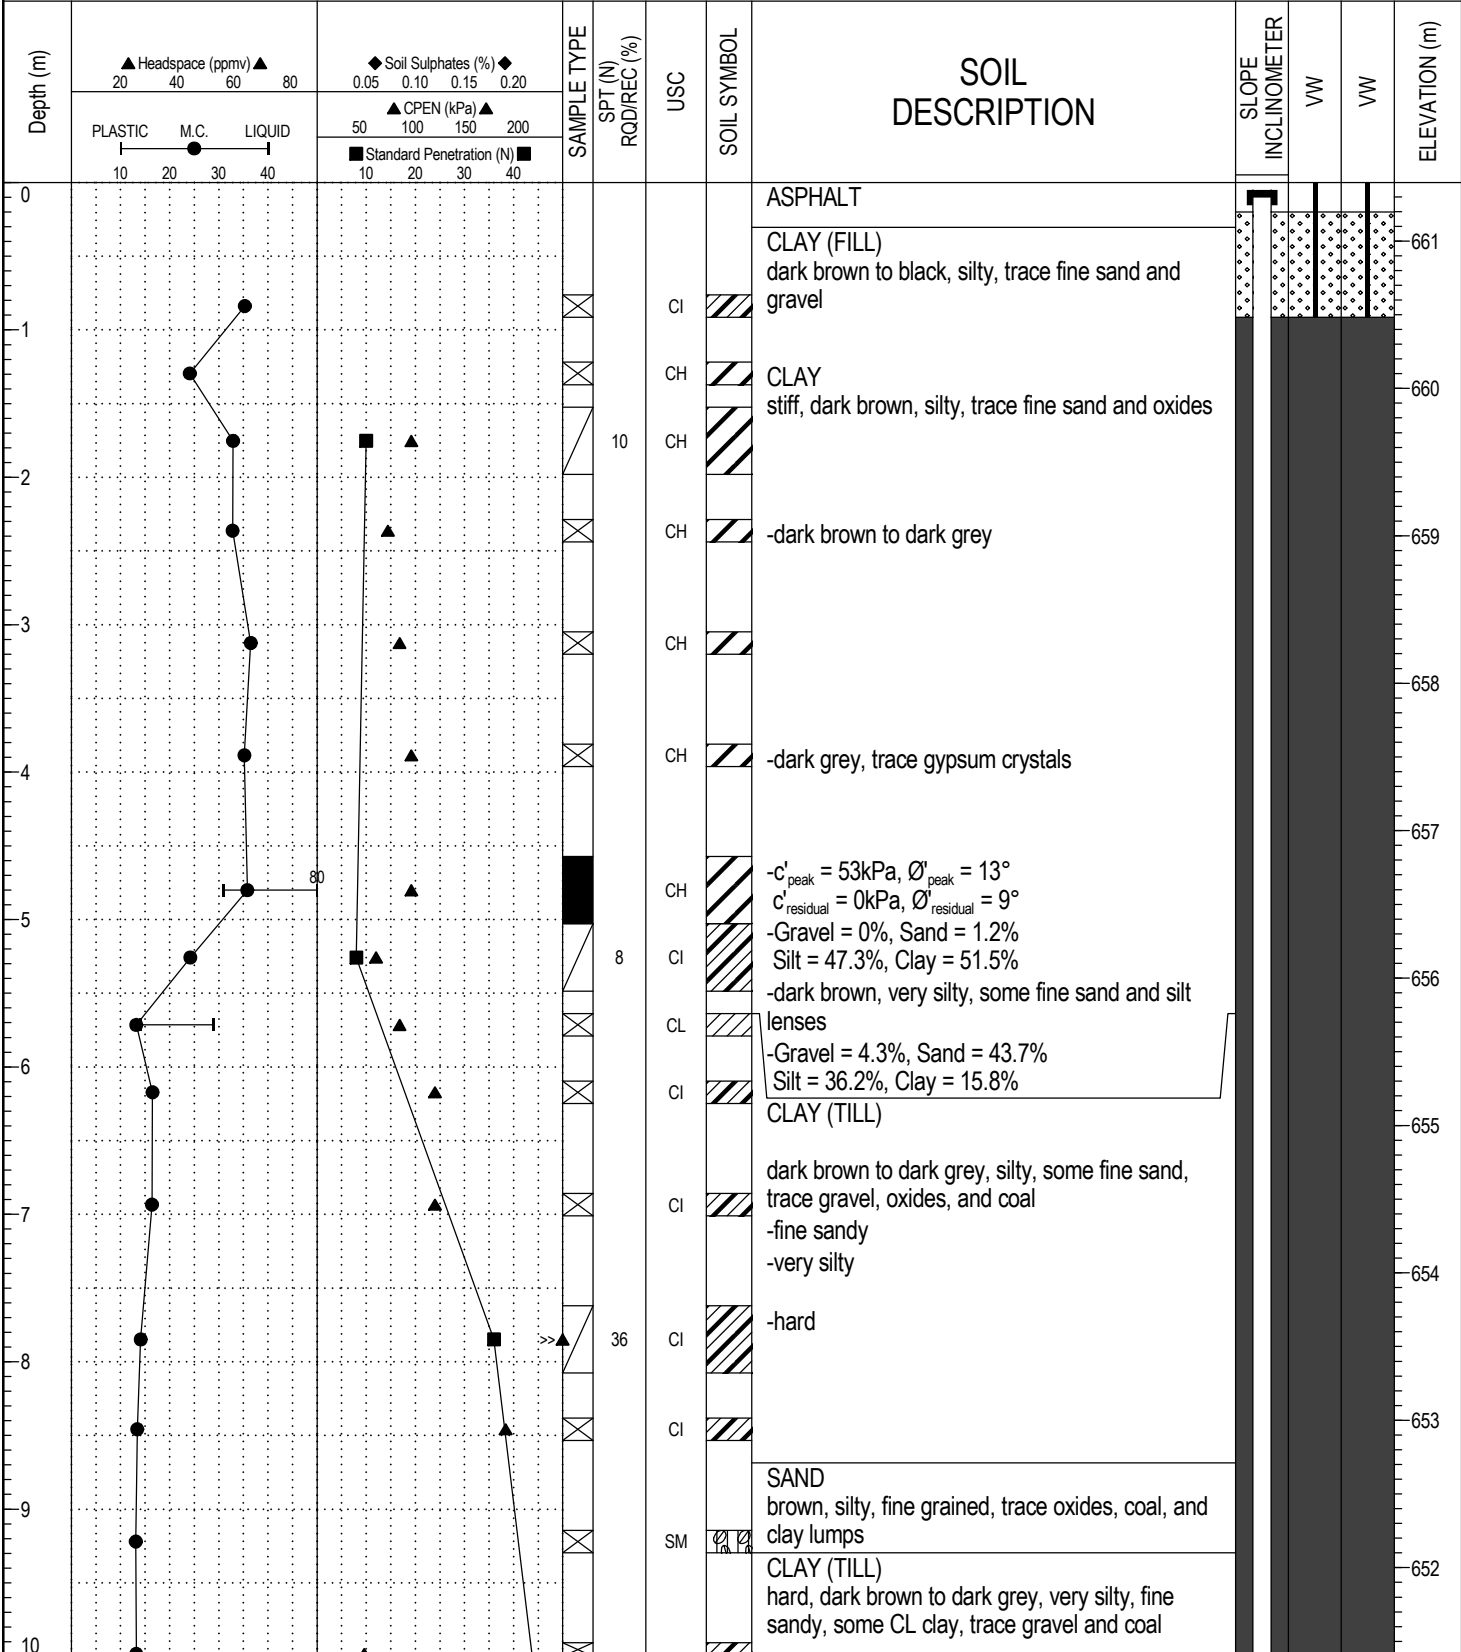 Depth (m)
▲ Headspace (ppmv) ▲
20 40 60 80
PLASTIC M.C. LIQUID
10 20 30 40
◆ Soil Sulphates (%) ◆
0.05 0.10 0.15 0.20
▲ CPEN (kPa) ▲
50 100 150 200
■ Standard Penetration (N) ■
10 20 30 40
SAMPLE TYPE
SPT (N)
RQD/REC (%)
USC
SOIL SYMBOL
SOIL
DESCRIPTION
SLOPE
INCLINOMETER
VW
VW
ELEVATION (m)
0
ASPHALT
CLAY (FILL)
661
dark brown to black, silty, trace fine sand and
gravel
CI
1
CH
CLAY
660
stiff, dark brown, silty, trace fine sand and oxides
10
CH
2
CH
-dark brown to dark grey
659
3
CH
658
4
CH
-dark grey, trace gypsum crystals
657
80
CH
-c'peak = 53kPa, Ø'peak = 13°
c'residual = 0kPa, Ø'residual = 9°
5
-Gravel = 0%, Sand = 1.2%
8
CI
Silt = 47.3%, Clay = 51.5%
656
-dark brown, very silty, some fine sand and silt
lenses
CL
-Gravel = 4.3%, Sand = 43.7%
6
Silt = 36.2%, Clay = 15.8%
CI
CLAY (TILL)
655
dark brown to dark grey, silty, some fine sand,
trace gravel, oxides, and coal
7
CI
-fine sandy
-very silty
654
-hard
>>
36
CI
8
CI
653
SAND
brown, silty, fine grained, trace oxides, coal, and
clay lumps
9
SM
CLAY (TILL)
652
hard, dark brown to dark grey, very silty, fine
sandy, some CL clay, trace gravel and coal
10